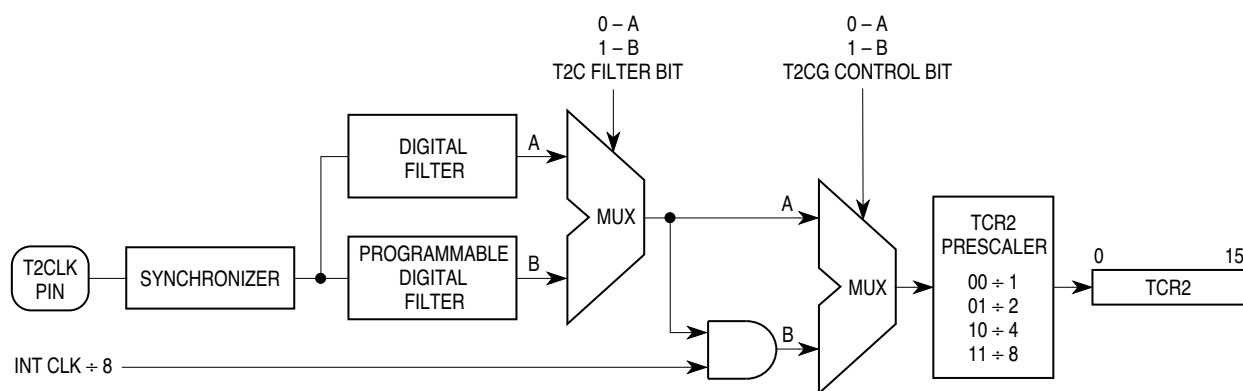 0 – A
1 – B
T2C FILTER BIT
0 – A
1 – B
T2CG CONTROL BIT
DIGITAL
FILTER
A
MUX
A
TCR2
PRESCALER
00 ÷ 1
01 ÷ 2
10 ÷ 4
11 ÷ 8
T2CLK
PIN
SYNCHRONIZER
PROGRAMMABLE
DIGITAL
FILTER
B
MUX
0 15
TCR2
B
INT CLK ÷ 8